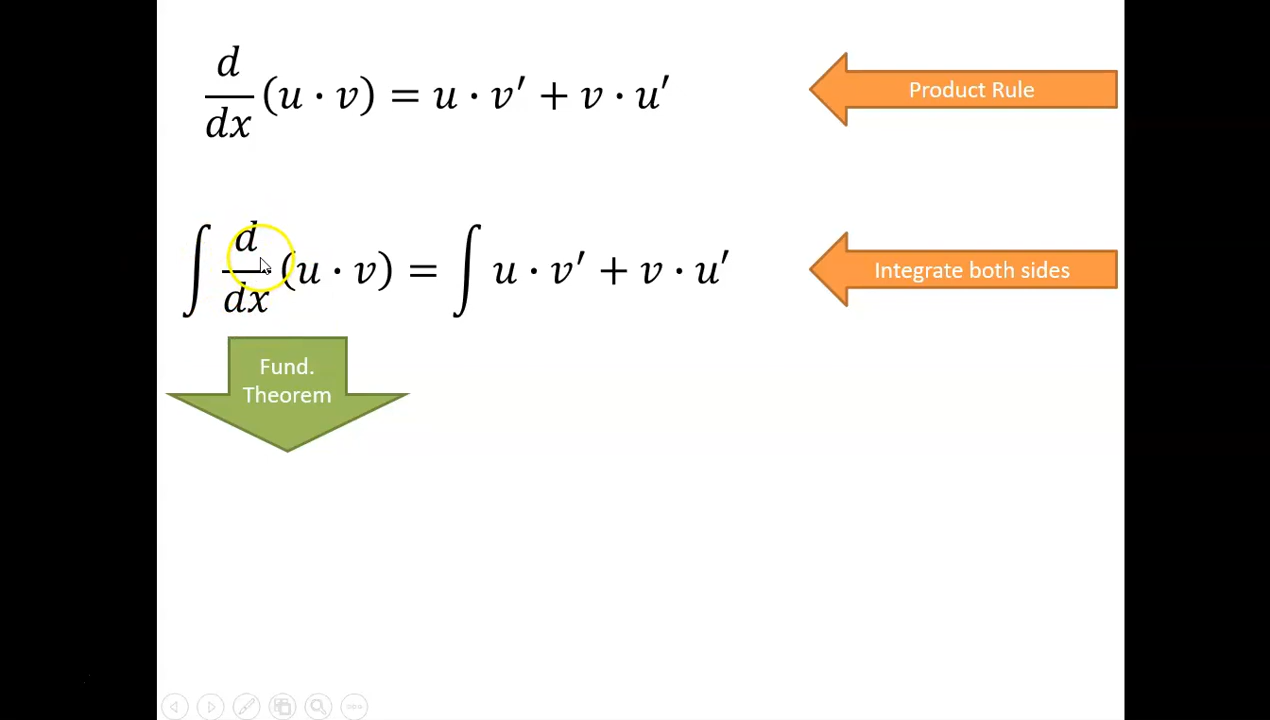 d/dx (u · v) = u · v′ + v · u′
Product Rule
∫ d/dx (u · v) = ∫ u · v′ + v · u′
Integrate both sides
Fund.
Theorem